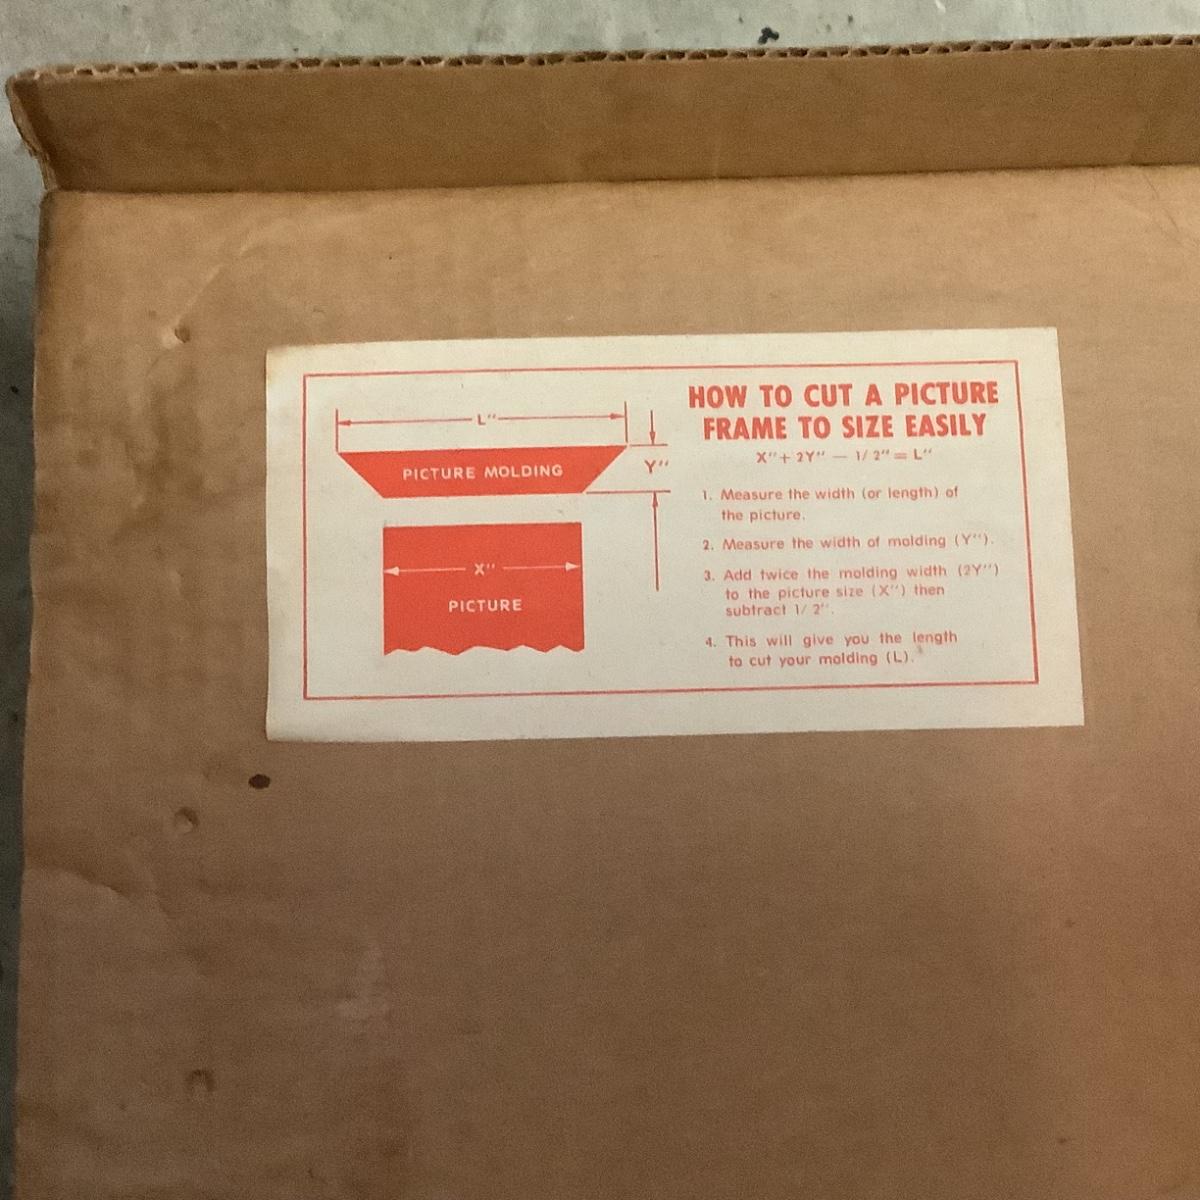 HOW TO CUT A PICTURE
FRAME TO SIZE EASILY
X"+ 2Y" — 1/2" = L"
L"
PICTURE MOLDING
Y"
X"
PICTURE
1. Measure the width (or length) of
the picture.
2. Measure the width of molding (Y").
3. Add twice the molding width (2Y")
to the picture size (X") then
subtract 1/2".
4. This will give you the length
to cut your molding (L).